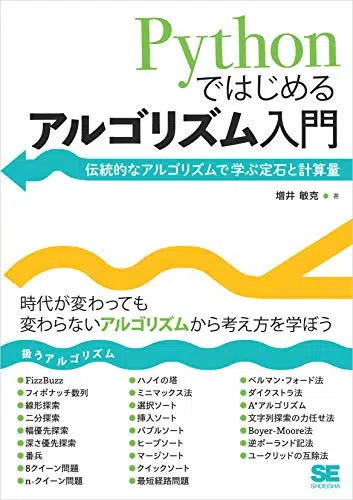 Python
ではじめる
アルゴリズム入門
伝統的なアルゴリズムで学ぶ定石と計算量
増井 敏克 ● 著
時代が変わっても
変わらないアルゴリズムから考え方を学ぼう
扱うアルゴリズム
FizzBuzz
フィボナッチ数列
線形探索
二分探索
幅優先探索
深さ優先探索
番兵
8クイーン問題
n-クイーン問題
ハノイの塔
ミニマックス法
選択ソート
挿入ソート
バブルソート
ヒープソート
マージソート
クイックソート
最短経路問題
ベルマン・フォード法
ダイクストラ法
A*アルゴリズム
文字列探索の力任せ法
Boyer-Moore法
逆ポーランド記法
ユークリッドの互除法
SE
SHOEISHA